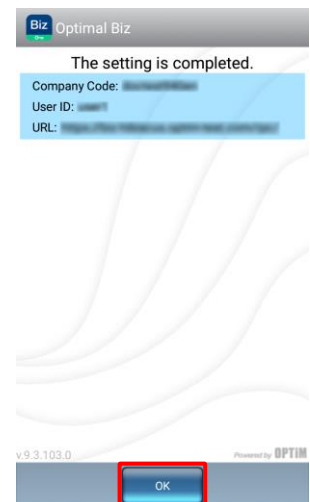 Biz
Optimal Biz
The setting is completed.
Company Code:
User ID:
URL:
v.9.3.103.0
Powered by OPTiM
OK